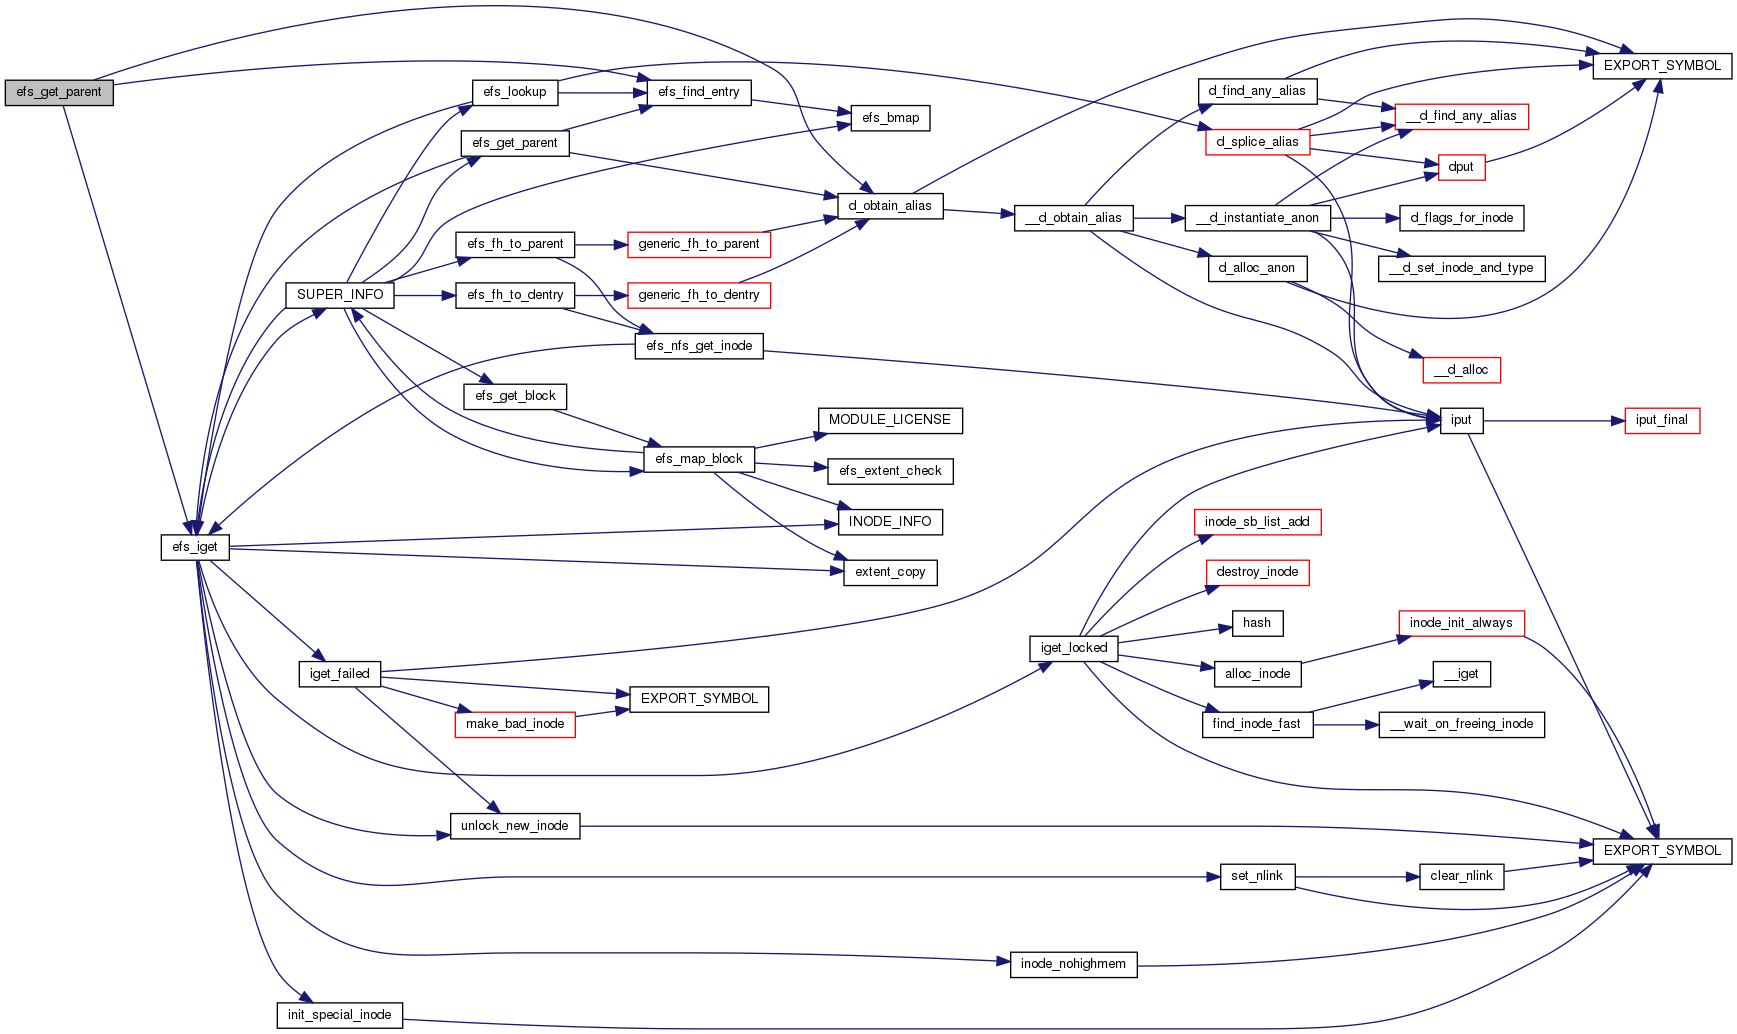 efs_get_parent
efs_lookup
efs_find_entry
d_find_any_alias
EXPORT_SYMBOL
efs_bmap
__d_find_any_alias
efs_get_parent
d_splice_alias
dput
d_obtain_alias
__d_obtain_alias
__d_instantiate_anon
d_flags_for_inode
efs_fh_to_parent
generic_fh_to_parent
d_alloc_anon
__d_set_inode_and_type
SUPER_INFO
efs_fh_to_dentry
generic_fh_to_dentry
efs_nfs_get_inode
__d_alloc
efs_get_block
MODULE_LICENSE
iput
iput_final
efs_map_block
efs_extent_check
INODE_INFO
inode_sb_list_add
efs_iget
extent_copy
destroy_inode
hash
inode_init_always
iget_locked
iget_failed
alloc_inode
__iget
EXPORT_SYMBOL
make_bad_inode
find_inode_fast
__wait_on_freeing_inode
unlock_new_inode
EXPORT_SYMBOL
set_nlink
clear_nlink
inode_nohighmem
init_special_inode